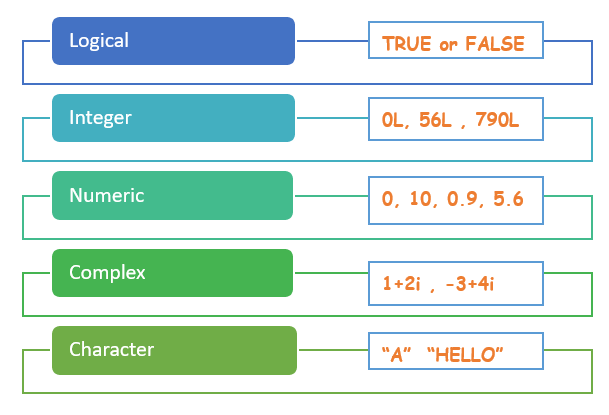 Logical
TRUE or FALSE
Integer
0L, 56L , 790L
Numeric
0, 10, 0.9, 5.6
Complex
1+2i , -3+4i
Character
“A” “HELLO”